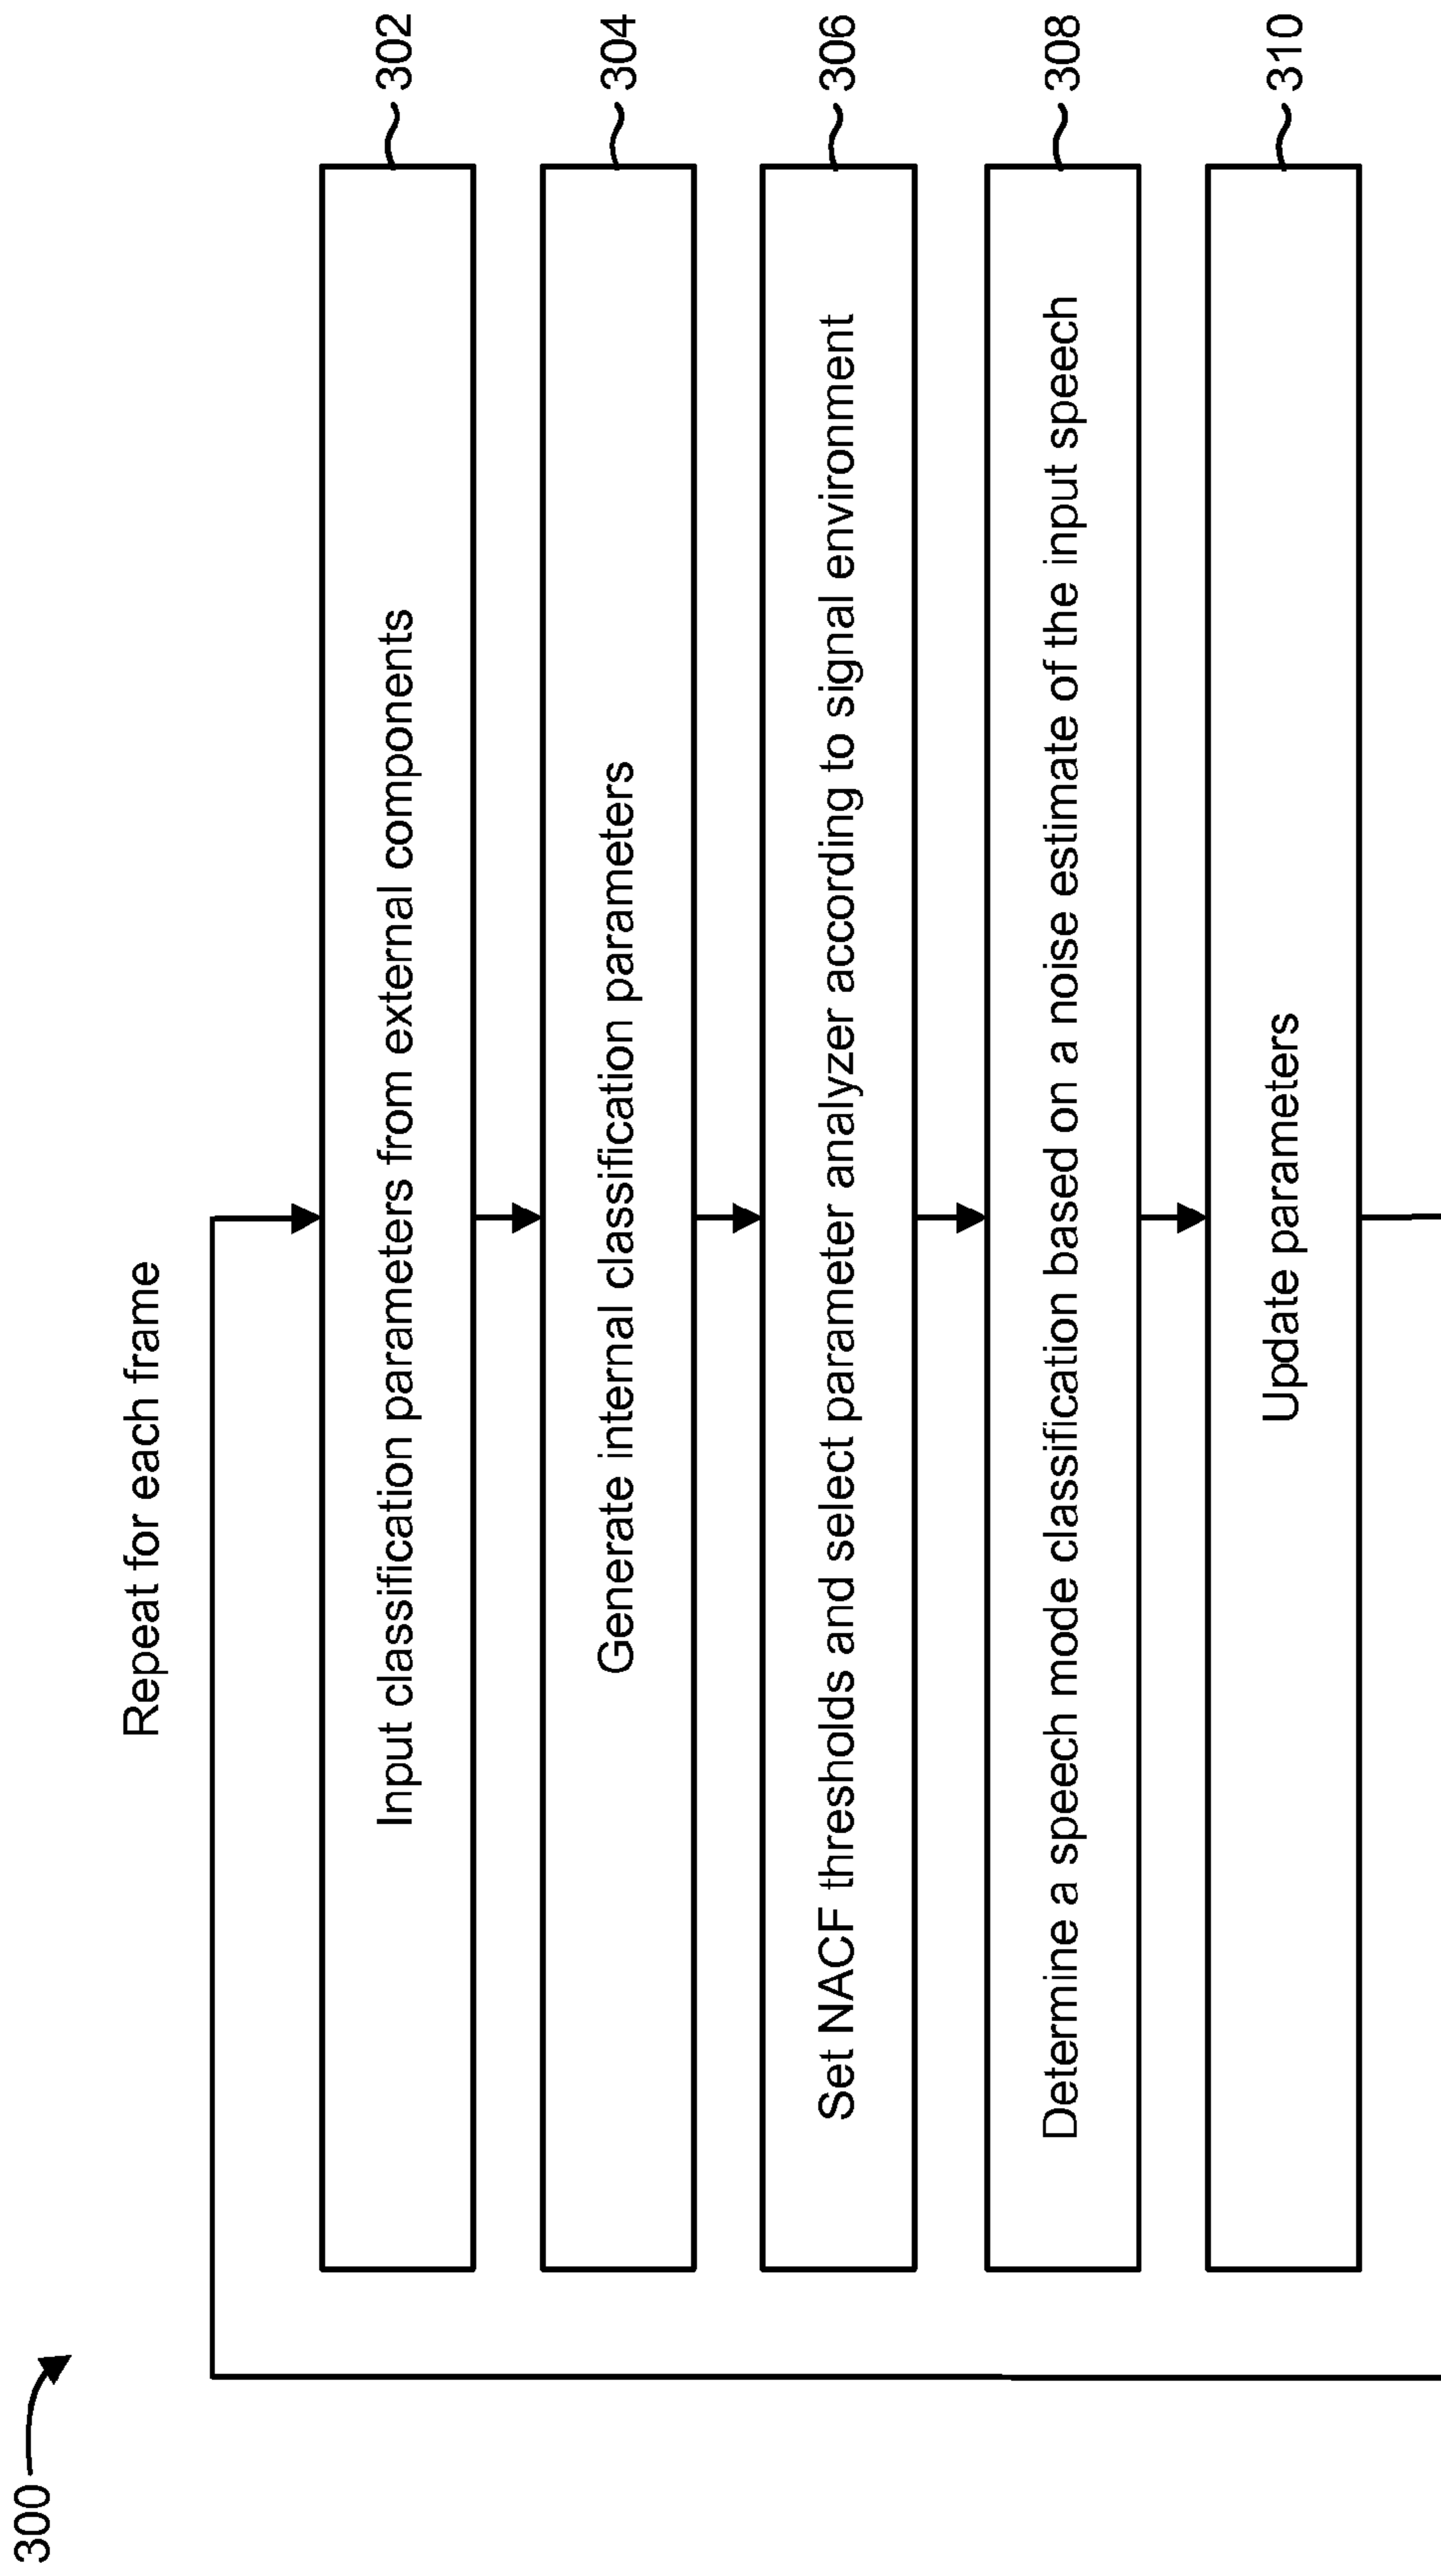 300
Repeat for each frame
Input classification parameters from external components
302
Generate internal classification parameters
304
Set NACF thresholds and select parameter analyzer according to signal environment
306
Determine a speech mode classification based on a noise estimate of the input speech
308
Update parameters
310